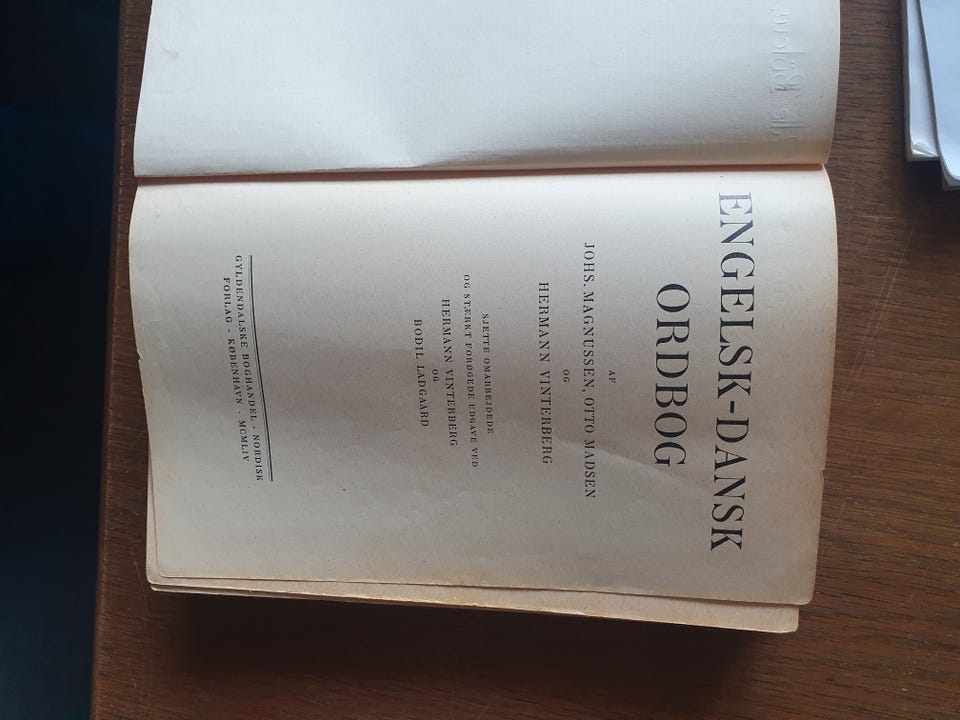 ENGELSK-DANSK
ORDBOG
AF
JOHS. MAGNUSSEN, OTTO MADSEN
OG
HERMANN VINTERBERG
SJETTE OMARBEJDEDE
OG STÆRKT FORØGEDE UDGAVE VED
HERMANN VINTERBERG
OG
BODIL LADGAARD
GYLDENDALSKE BOGHANDEL - NORDISK
FORLAG - KØBENHAVN - MCMLIV